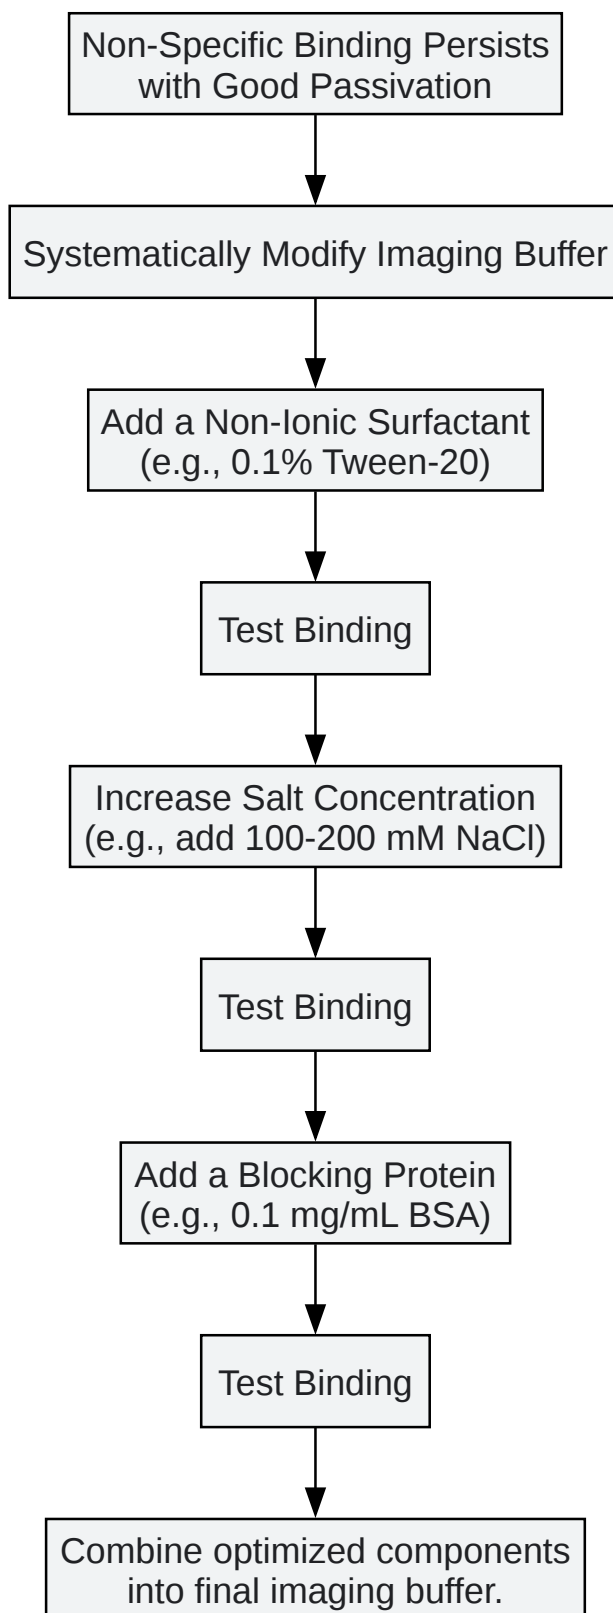 Non-Specific Binding Persists
with Good Passivation
Systematically Modify Imaging Buffer
Add a Non-Ionic Surfactant
(e.g., 0.1% Tween-20)
Test Binding
Increase Salt Concentration
(e.g., add 100-200 mM NaCl)
Test Binding
Add a Blocking Protein
(e.g., 0.1 mg/mL BSA)
Test Binding
Combine optimized components
into final imaging buffer.